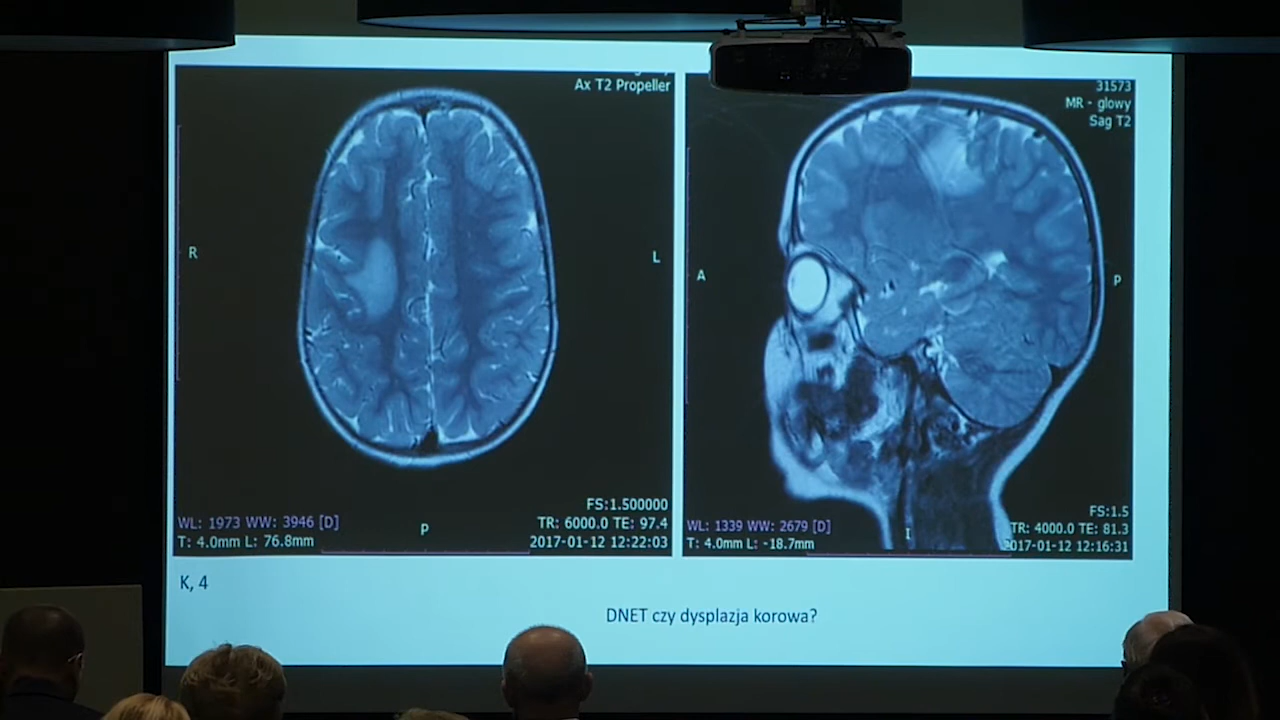 Ax T2 Propeller
R
L
WL: 1973 WW: 3946 [D]
T: 4.0mm L: 76.8mm
P
FS:1.500000
TR: 6000.0 TE: 97.4
2017-01-12 12:22:03
31573
MR - glowy
Sag T2
A
P
WL: 1339 WW: 2679 [D]
T: 4.0mm L: -18.7mm
I
FS:1.5
TR: 4000.0 TE: 81.3
2017-01-12 12:16:31
K, 4
DNET czy dysplazja korowa?